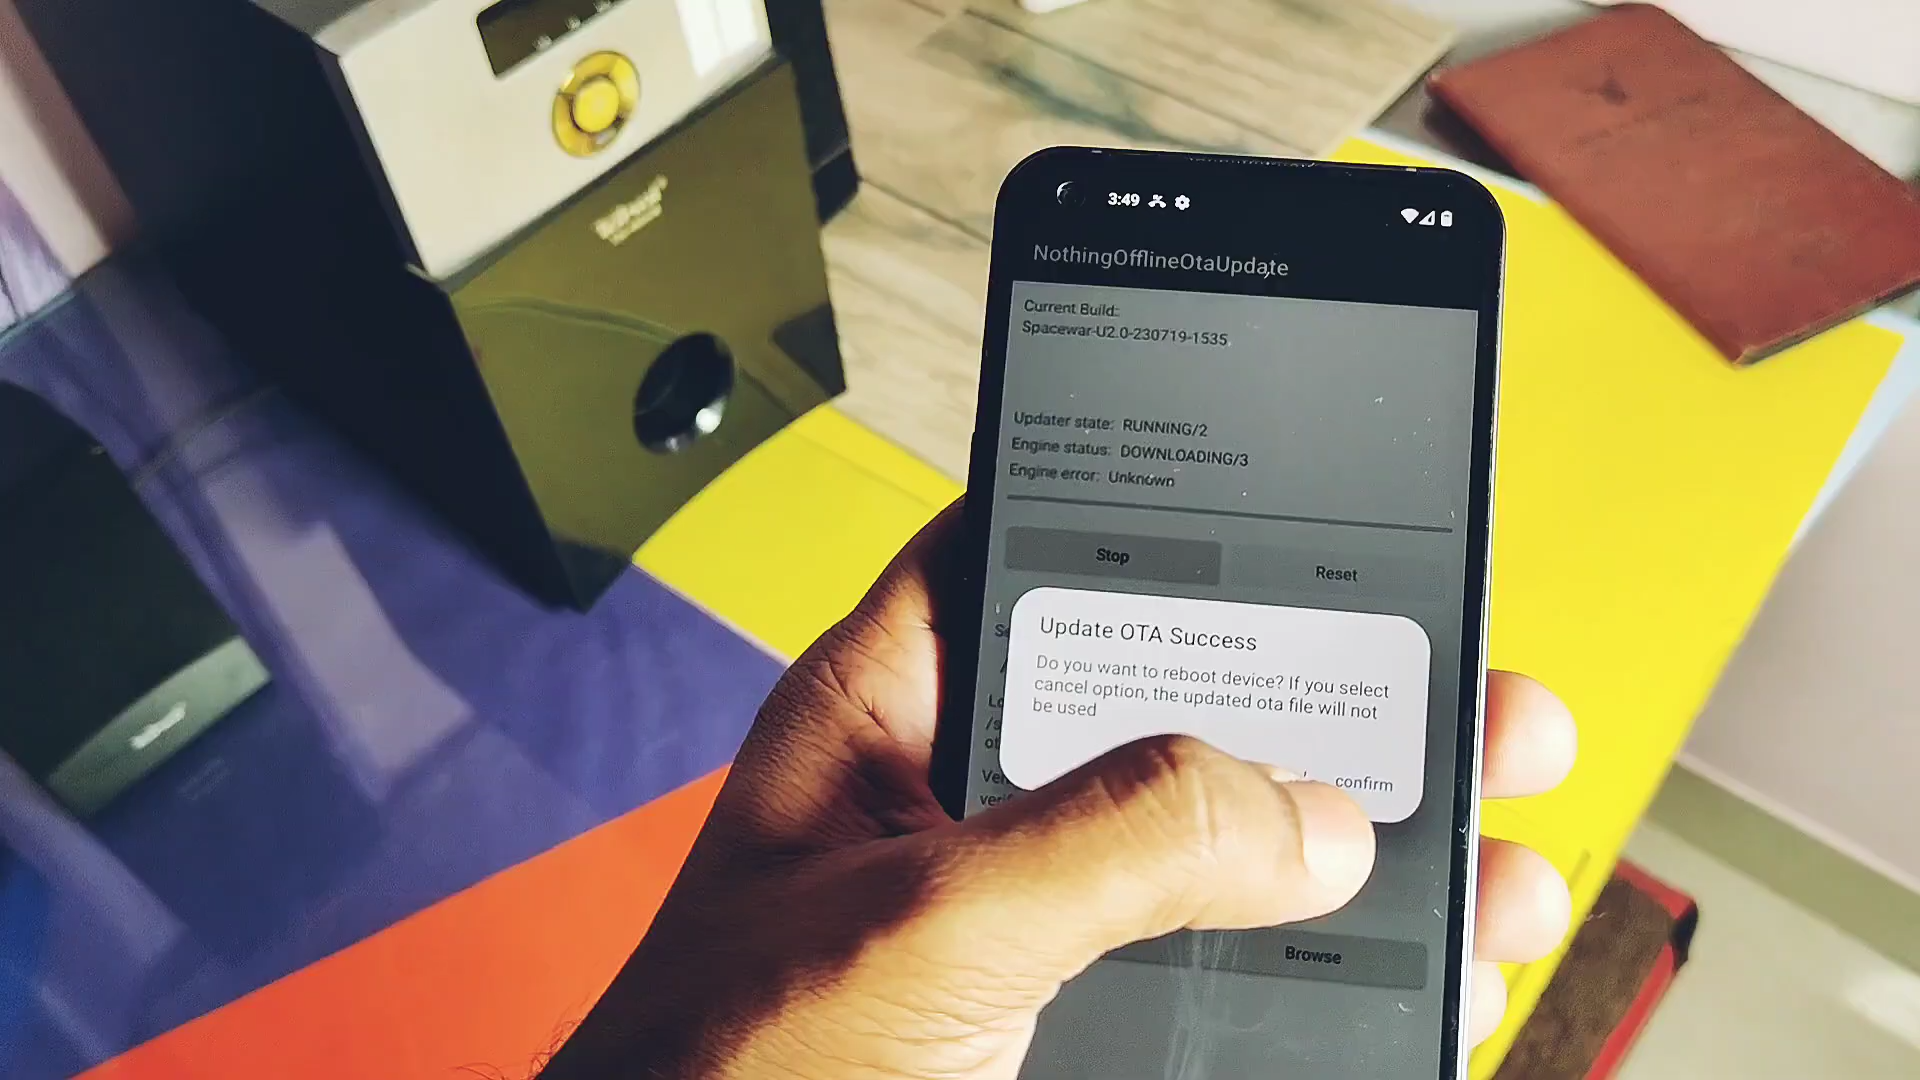 3:49
NothingOfflineOtaUpdate
Current Build:
Spacewar-U2.0-230719-1535
Updater state: RUNNING/2
Engine status: DOWNLOADING/3
Engine error: Unknown
Stop Reset
Update OTA Success
Do you want to reboot device? If you select
cancel option, the updated ota file will not
be used
confirm
Browse